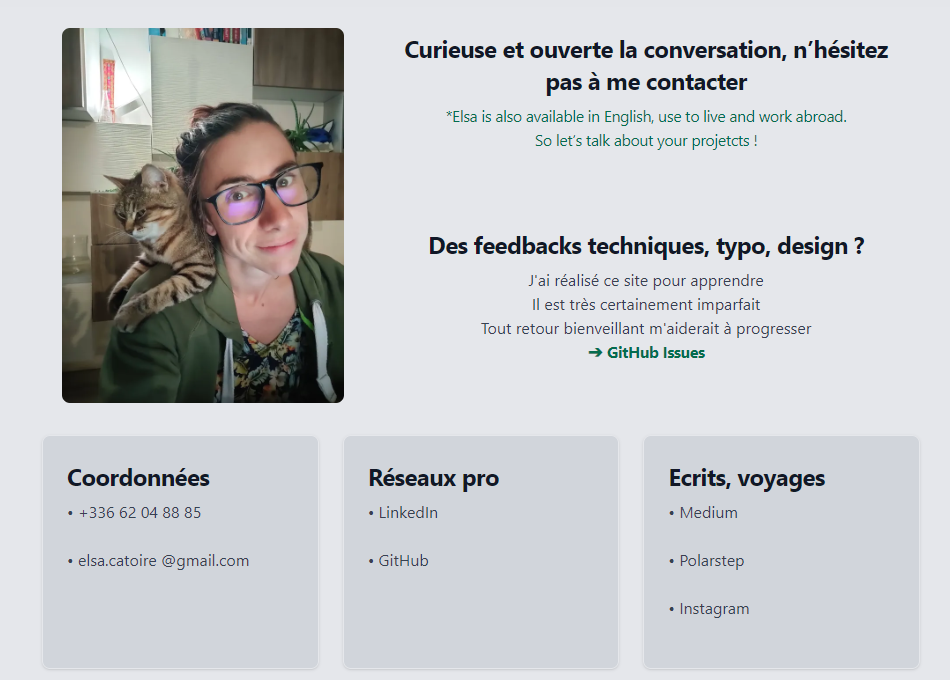 Curieuse et ouverte la conversation, n’hésitez
pas à me contacter
*Elsa is also available in English, use to live and work abroad.
So let’s talk about your projetcts !
Des feedbacks techniques, typo, design ?
J'ai réalisé ce site pour apprendre
Il est très certainement imparfait
Tout retour bienveillant m'aiderait à progresser
➔ GitHub Issues
Coordonnées
• +336 62 04 88 85
• elsa.catoire @gmail.com
Réseaux pro
• LinkedIn
• GitHub
Ecrits, voyages
• Medium
• Polarstep
• Instagram